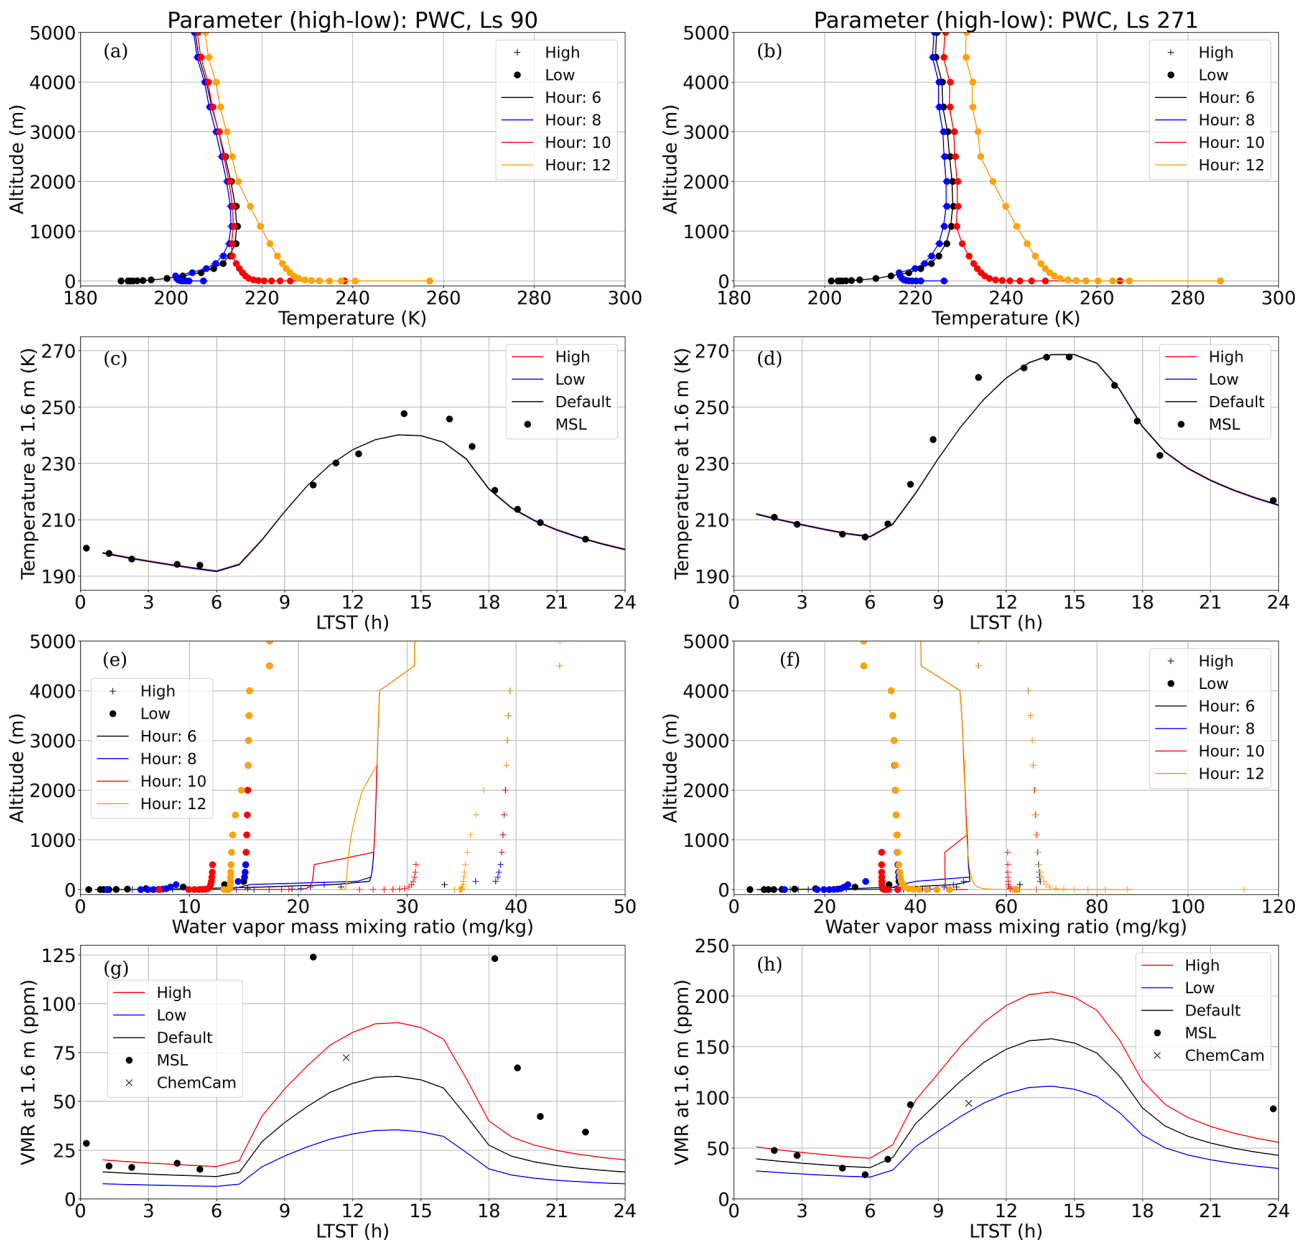 Parameter (high-low): PWC, Ls 90
Parameter (high-low): PWC, Ls 271
(a)
High
Low
Hour: 6
Hour: 8
Hour: 10
Hour: 12
Altitude (m)
5000
4000
3000
2000
1000
0
180 200 220 240 260 280 300
Temperature (K)
(b)
High
Low
Hour: 6
Hour: 8
Hour: 10
Hour: 12
Altitude (m)
5000
4000
3000
2000
1000
0
180 200 220 240 260 280 300
Temperature (K)
(c)
High
Low
Default
MSL
Temperature at 1.6 m (K)
270
250
230
210
190
0 3 6 9 12 15 18 21 24
LTST (h)
(d)
High
Low
Default
MSL
Temperature at 1.6 m (K)
270
250
230
210
190
0 3 6 9 12 15 18 21 24
LTST (h)
(e)
High
Low
Hour: 6
Hour: 8
Hour: 10
Hour: 12
Altitude (m)
5000
4000
3000
2000
1000
0
0 10 20 30 40 50
Water vapor mass mixing ratio (mg/kg)
(f)
High
Low
Hour: 6
Hour: 8
Hour: 10
Hour: 12
Altitude (m)
5000
4000
3000
2000
1000
0
0 20 40 60 80 100 120
Water vapor mass mixing ratio (mg/kg)
(g)
High
Low
Default
MSL
ChemCam
VMR at 1.6 m (ppm)
125
100
75
50
25
0
0 3 6 9 12 15 18 21 24
LTST (h)
(h)
High
Low
Default
MSL
ChemCam
VMR at 1.6 m (ppm)
250
200
150
100
50
0
0 3 6 9 12 15 18 21 24
LTST (h)